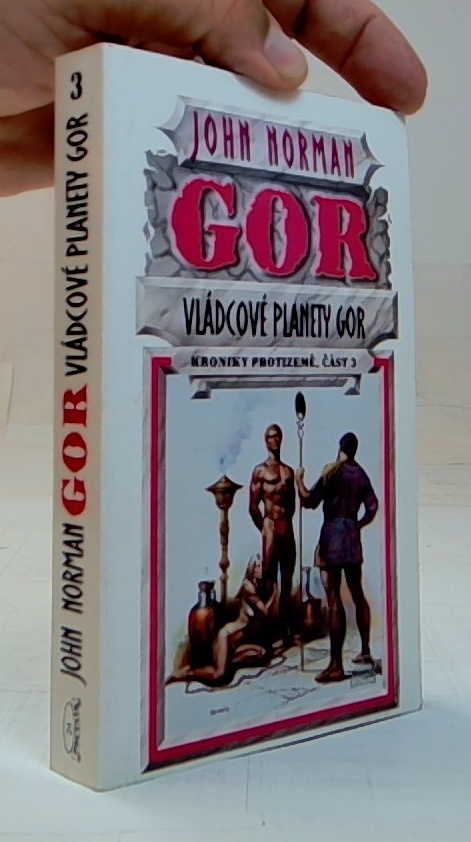 3
JOHN NORMAN GOR VLÁDCOVÉ PLANETY GOR
JOHN NORMAN
GOR
VLÁDCOVÉ PLANETY GOR
KRONIKY PROTIZEMĚ, ČÁST 3